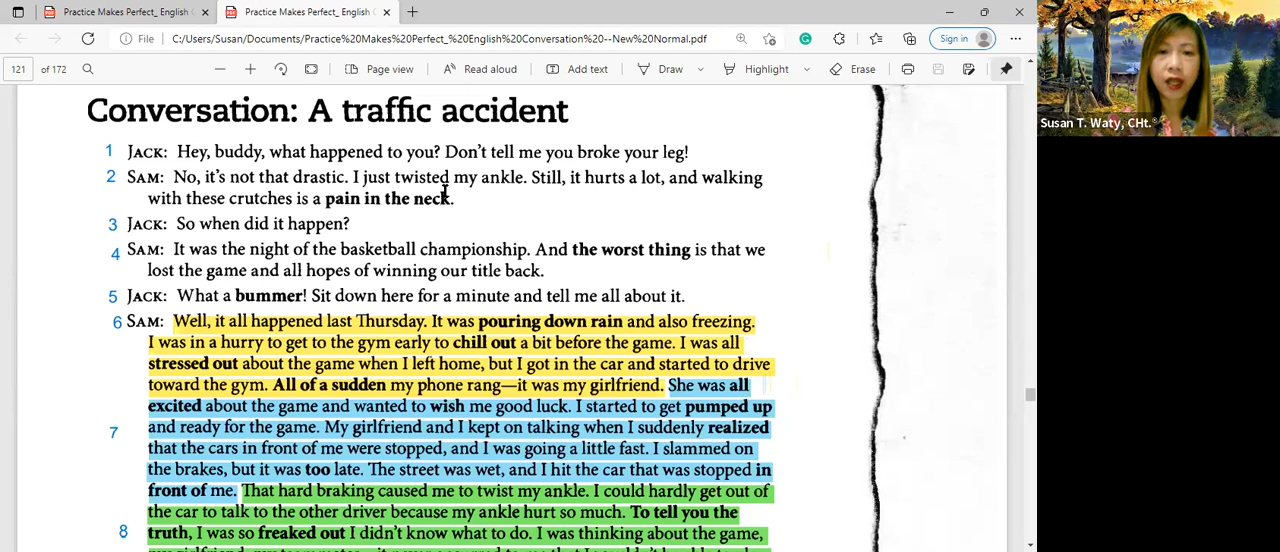 Practice Makes Perfect_ English C
Practice Makes Perfect_ English C
File C:/Users/Susan/Documents/Practice%20Makes%20Perfect_%20English%20Conversation%20--New%20Normal.pdf Sign in
121 of 172 Page view Read aloud Add text Draw Highlight Erase
Susan T. Waty, CHt.
Conversation: A traffic accident
1 JACK: Hey, buddy, what happened to you? Don't tell me you broke your leg!
2 SAM: No, it's not that drastic. I just twisted my ankle. Still, it hurts a lot, and walking
with these crutches is a pain in the neck.
3 JACK: So when did it happen?
4 SAM: It was the night of the basketball championship. And the worst thing is that we
lost the game and all hopes of winning our title back.
5 JACK: What a bummer! Sit down here for a minute and tell me all about it.
6 SAM: Well, it all happened last Thursday. It was pouring down rain and also freezing.
I was in a hurry to get to the gym early to chill out a bit before the game. I was all
stressed out about the game when I left home, but I got in the car and started to drive
toward the gym. All of a sudden my phone rang—it was my girlfriend. She was all
excited about the game and wanted to wish me good luck. I started to get pumped up
7 and ready for the game. My girlfriend and I kept on talking when I suddenly realized
that the cars in front of me were stopped, and I was going a little fast. I slammed on
the brakes, but it was too late. The street was wet, and I hit the car that was stopped in
front of me. That hard braking caused me to twist my ankle. I could hardly get out of
the car to talk to the other driver because my ankle hurt so much. To tell you the
8 truth, I was so freaked out I didn't know what to do. I was thinking about the game,